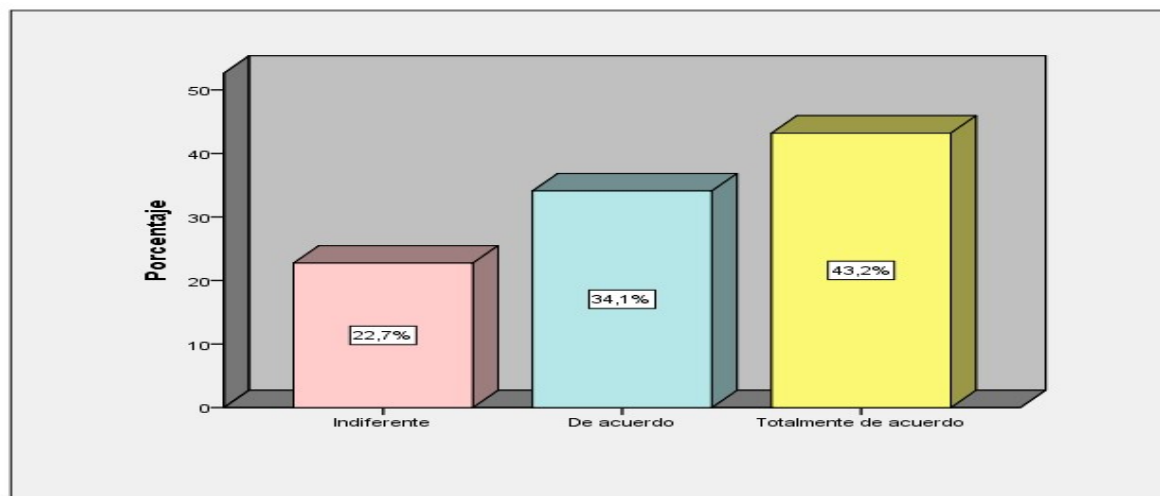 Porcentaje
50
40
30
20
10
0
22,7%
34,1%
43,2%
Indiferente
De acuerdo
Totalmente de acuerdo